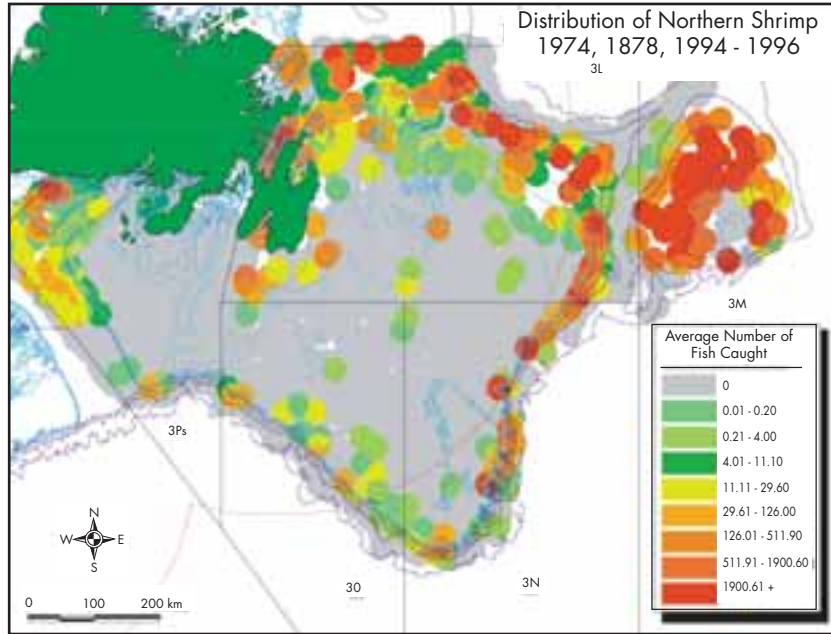 Distribution of Northern Shrimp
1974, 1878, 1994 - 1996
3L
3M
Average Number of
Fish Caught
0
0.01 - 0.20
0.21 - 4.00
4.01 - 11.10
11.11 - 29.60
29.61 - 126.00
126.01 - 511.90
511.91 - 1900.60
1900.61 +
3Ps
N
W E
S
30
3N
0 100 200 km